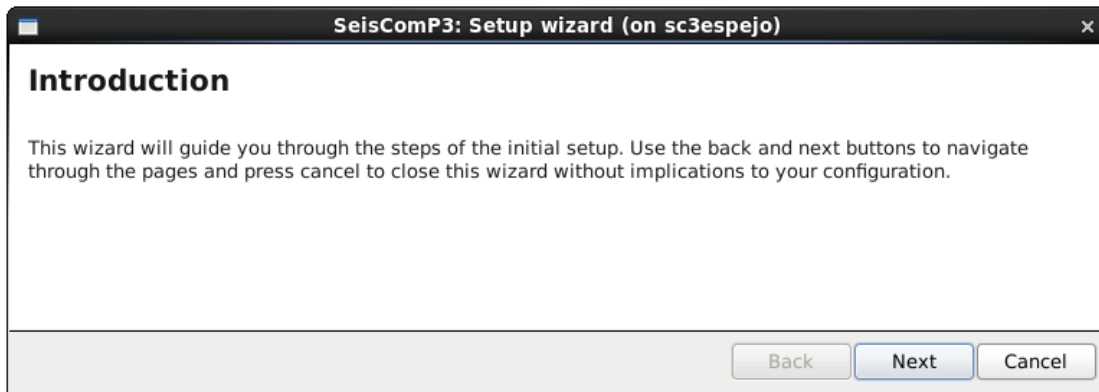 SeisComP3: Setup wizard (on sc3espejo)
Introduction
This wizard will guide you through the steps of the initial setup. Use the back and next buttons to navigate
through the pages and press cancel to close this wizard without implications to your configuration.
Back Next Cancel